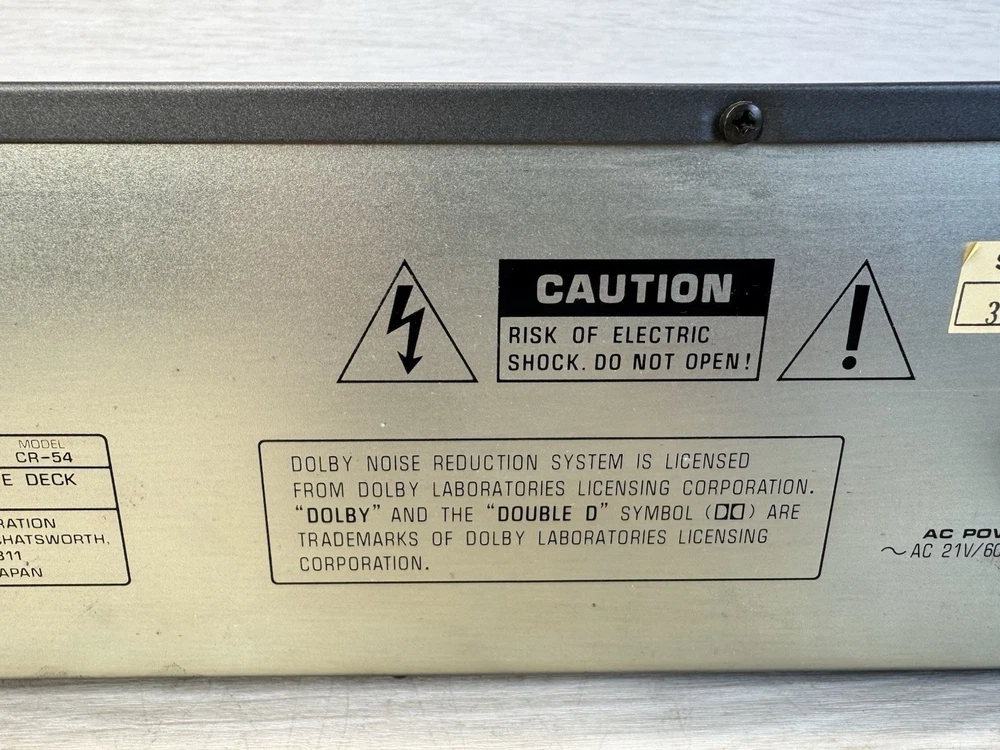 CAUTION
RISK OF ELECTRIC
SHOCK. DO NOT OPEN!
MODEL
CR-54
E DECK
RATION
CHATSWORTH,
311
APAN
DOLBY NOISE REDUCTION SYSTEM IS LICENSED
FROM DOLBY LABORATORIES LICENSING CORPORATION.
“DOLBY” AND THE “DOUBLE D” SYMBOL (DD) ARE
TRADEMARKS OF DOLBY LABORATORIES LICENSING
CORPORATION.
S
3
AC POW
~AC 21V/60